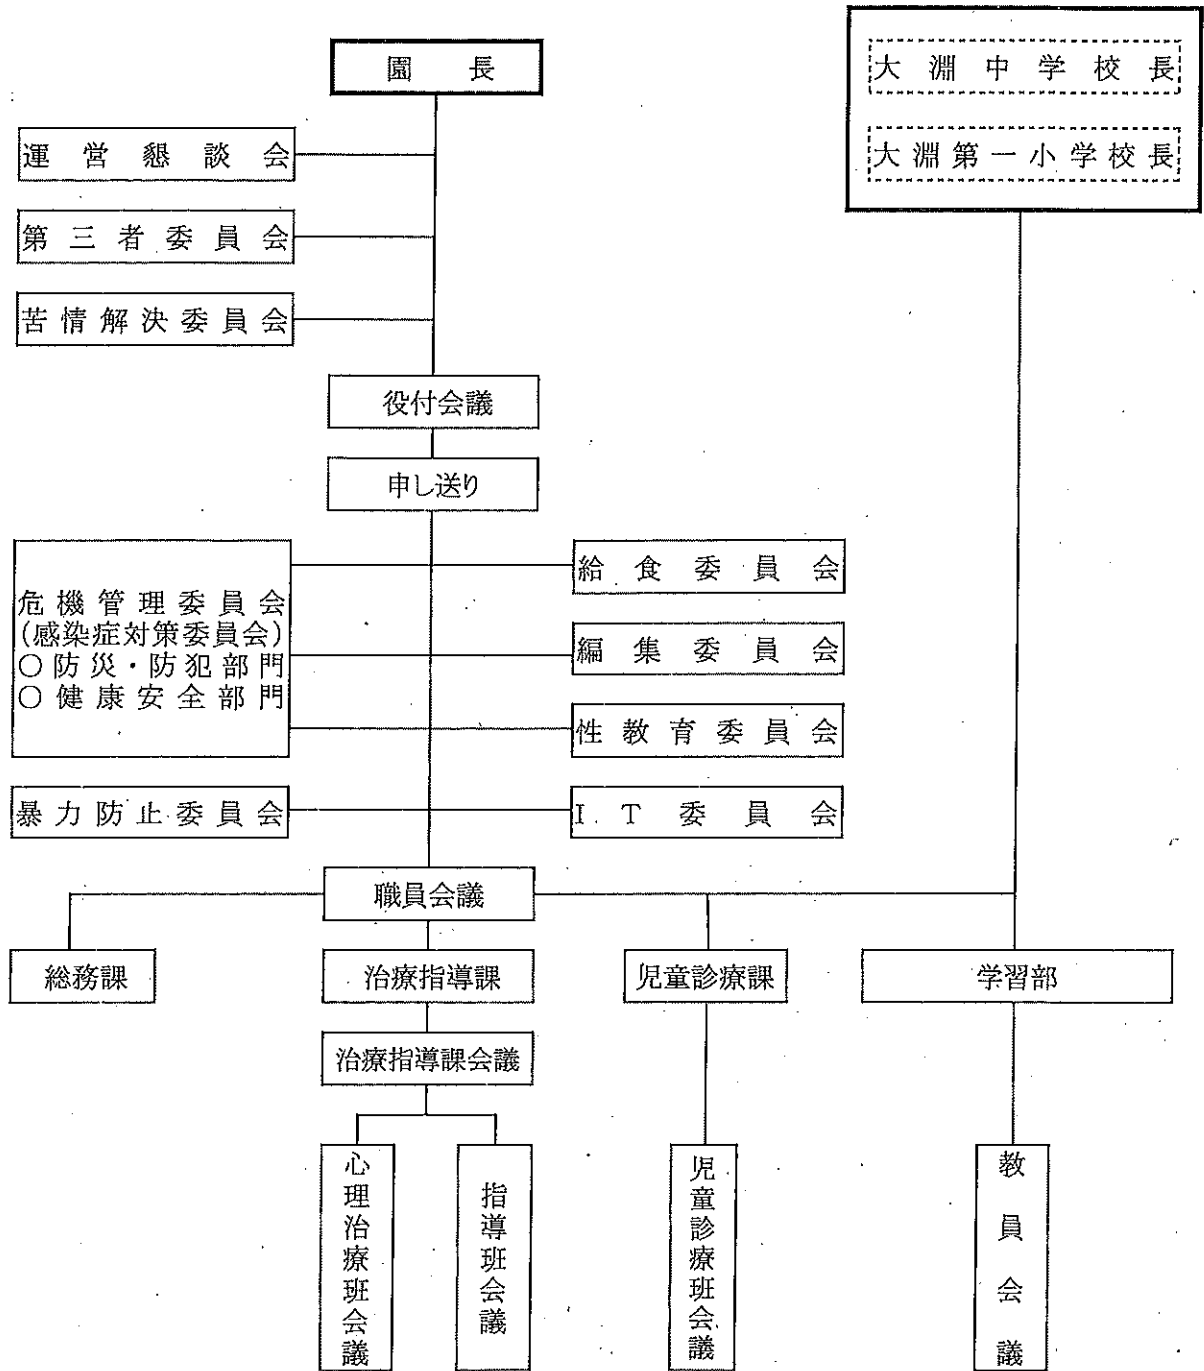 園長
大淵中学校長
大淵第一小学校長
運営懇談会
第三者委員会
苦情解決委員会
役付会議
申し送り
危機管理委員会
(感染症対策委員会)
○防災・防犯部門
○健康安全部門
給食委員会
編集委員会
性教育委員会
暴力防止委員会
I.T委員会
職員会議
総務課
治療指導課
児童診療課
学習部
治療指導課会議
心理治療班会議
指導班会議
児童診療班会議
教員会議